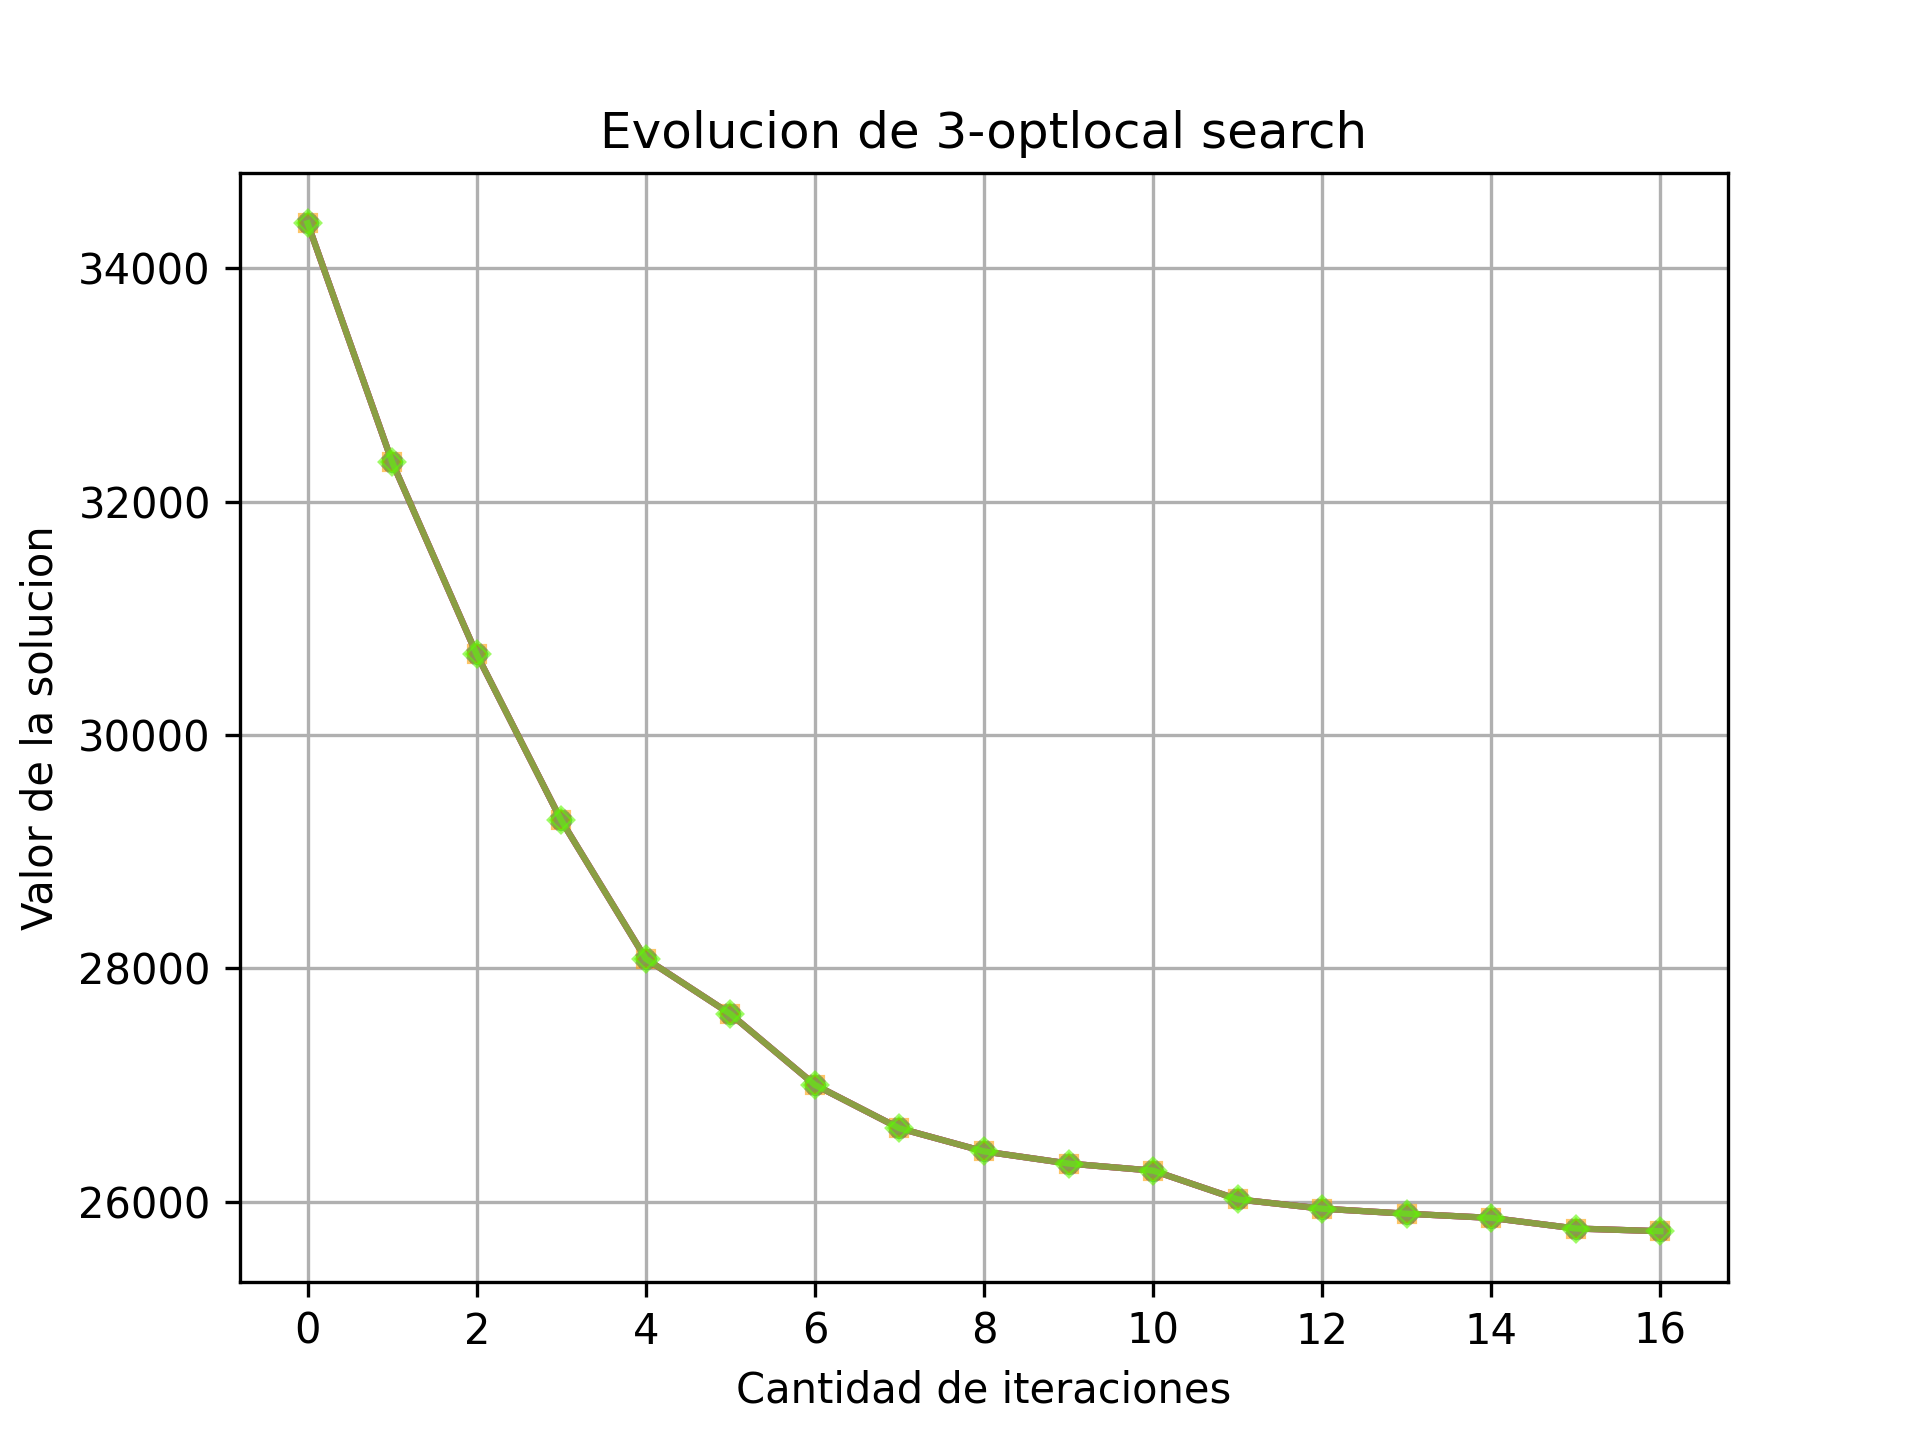 Evolucion de 3-optlocal search
Valor de la solucion
34000
32000
30000
28000
26000
0 2 4 6 8 10 12 14 16
Cantidad de iteraciones